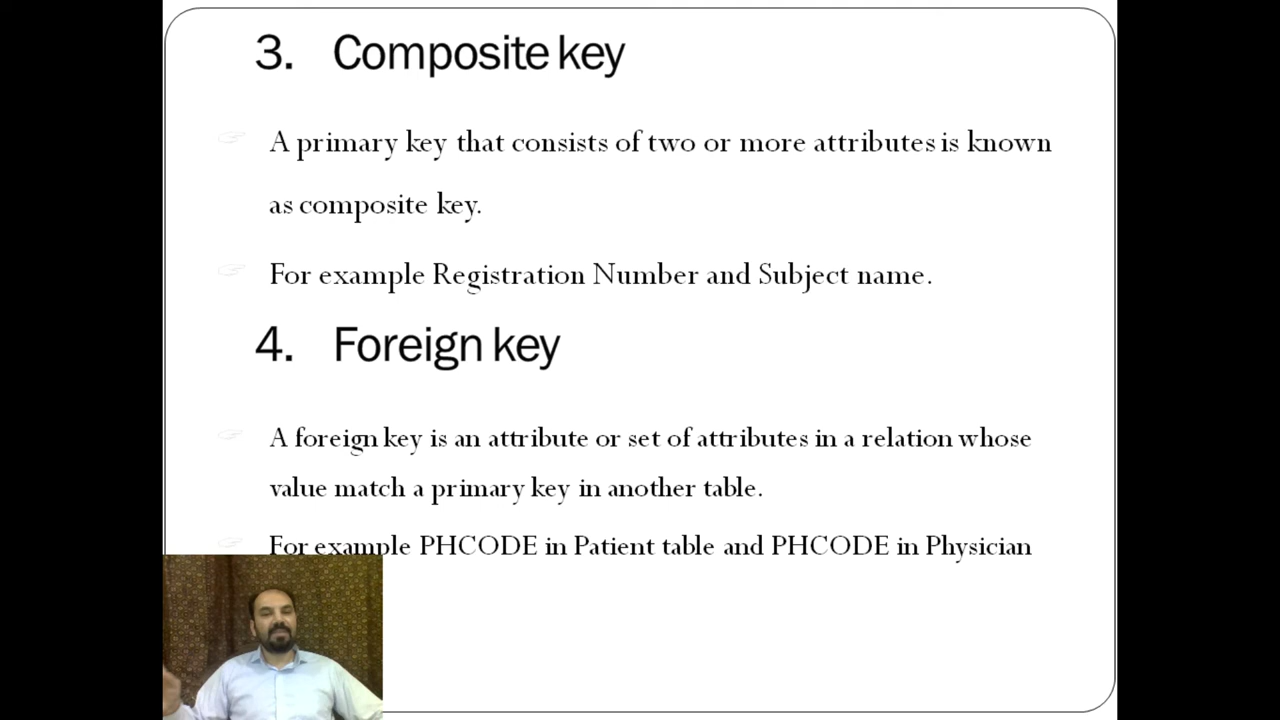 3. Composite key
A primary key that consists of two or more attributes is known
as composite key.
For example Registration Number and Subject name.
4. Foreign key
A foreign key is an attribute or set of attributes in a relation whose
value match a primary key in another table.
For example PHCODE in Patient table and PHCODE in Physician